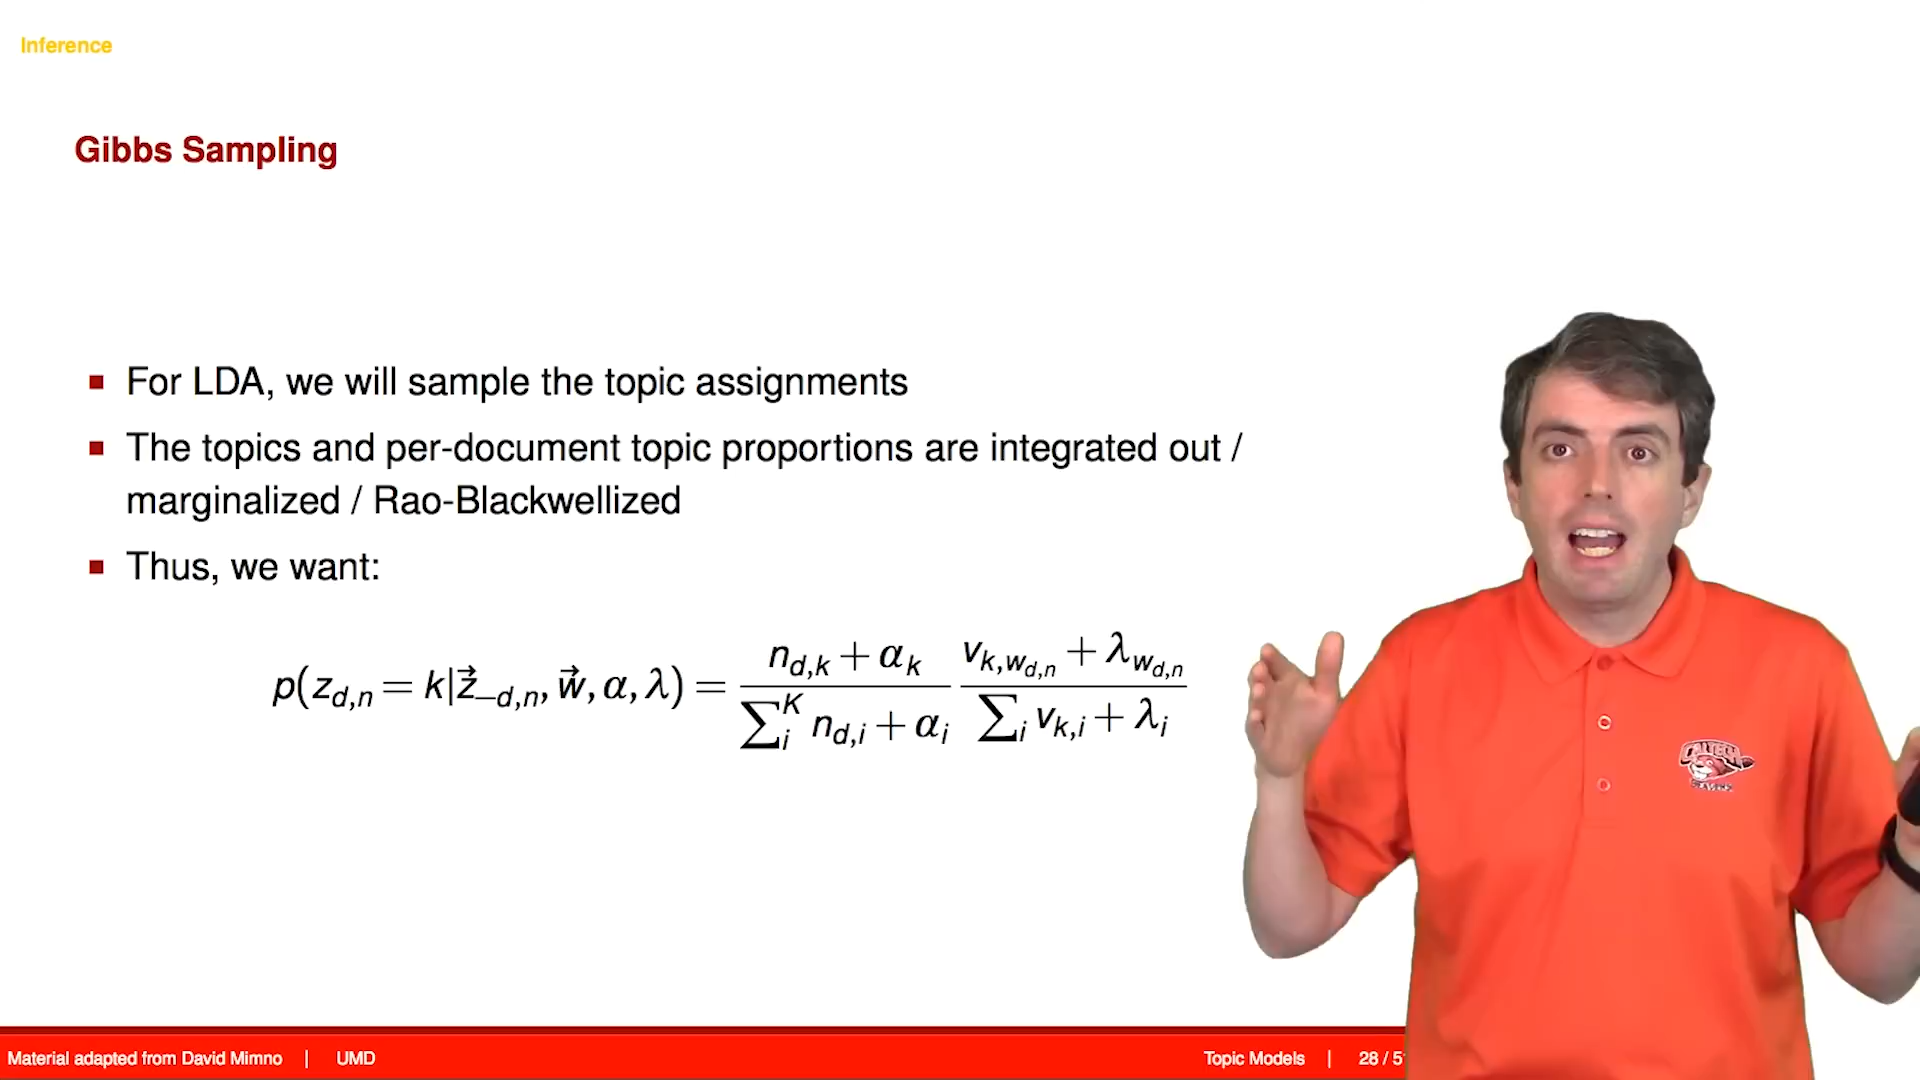 Inference
Gibbs Sampling
For LDA, we will sample the topic assignments
The topics and per-document topic proportions are integrated out /
marginalized / Rao-Blackwellized
Thus, we want:
p(z_{d,n} = k|\vec{z}_{-d,n}, \vec{w}, α, λ) = \frac{n_{d,k} + α_k}{\sum_i^K n_{d,i} + α_i} \frac{v_{k,w_{d,n}} + λ_{w_{d,n}}}{\sum_i v_{k,i} + λ_i}
CALTECH
Material adapted from David Mimno | UMD
Topic Models | 28 /